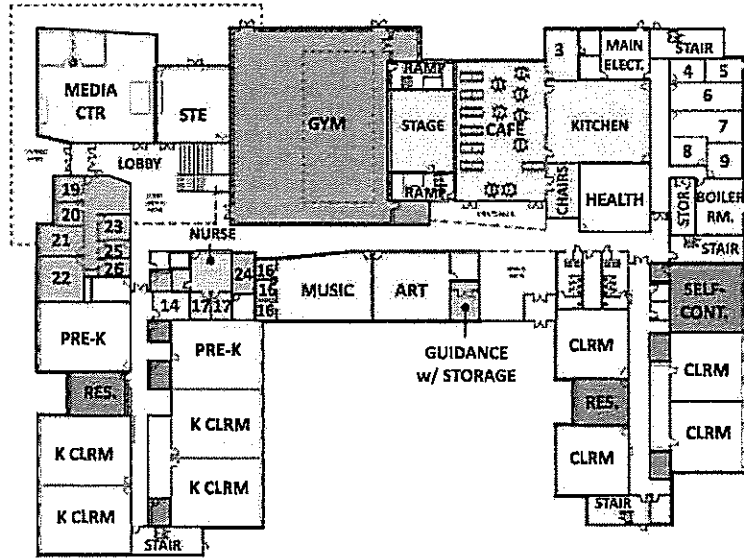 3
MAIN
ELECT.
STAIR
4
5
6
7
8
9
MEDIA
CTR
STE
LOBBY
GYM
RAMP
STAGE
RAMP
CAFE
KITCHEN
CHAIRS
HEALTH
STOR
BOILER
RM.
STAIR
19
20
21
22
23
25
26
NURSE
24
14
17
17
16
16
16
MUSIC
ART
GUIDANCE
w/ STORAGE
SELF-
CONT.
PRE-K
PRE-K
RES.
K CLRM
K CLRM
K CLRM
K CLRM
STAIR
CLRM
RES.
CLRM
CLRM
CLRM
STAIR